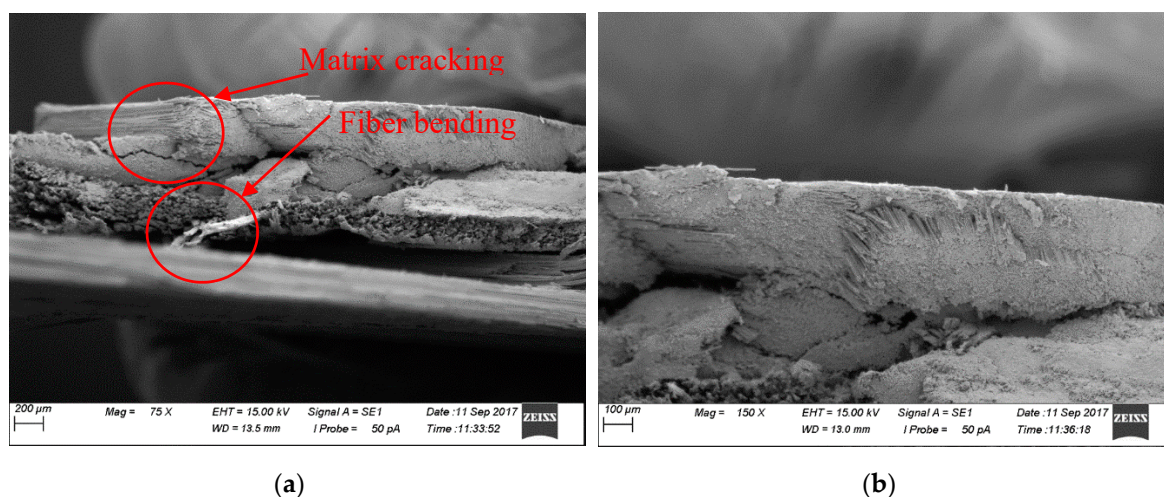 Matrix cracking
Fiber bending
200 µm
Mag = 75 X
EHT = 15.00 kV
Signal A = SE1
Date :11 Sep 2017
WD = 13.5 mm
I Probe = 50 pA
Time :11:33:52
ZEISS
100 µm
Mag = 150 X
EHT = 15.00 kV
Signal A = SE1
Date :11 Sep 2017
WD = 13.0 mm
I Probe = 50 pA
Time :11:36:18
ZEISS
(a)
(b)